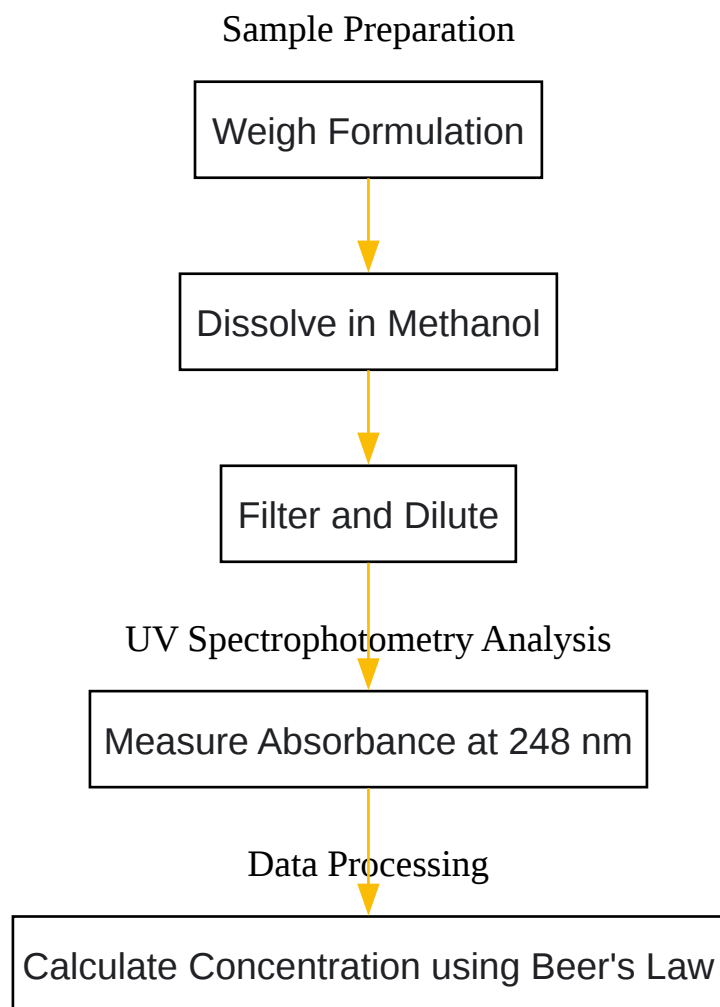 Sample Preparation
Weigh Formulation
Dissolve in Methanol
Filter and Dilute
UV Spectrophotometry Analysis
Measure Absorbance at 248 nm
Data Processing
Calculate Concentration using Beer's Law